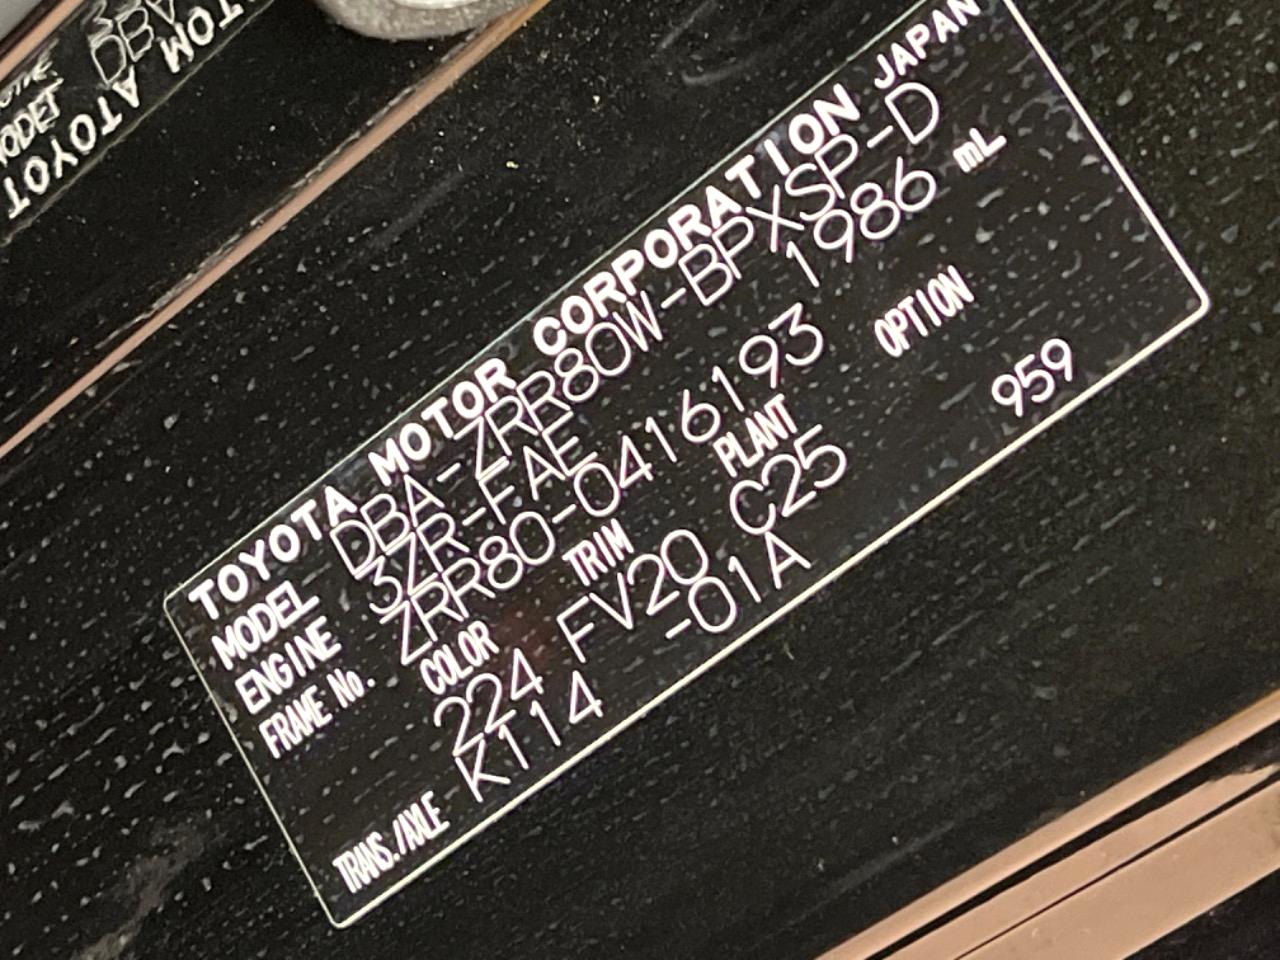 TOYOTA MOTOR CORPORATION JAPAN
MODEL DBA-ZRR80W-BPXSP-D
ENGINE 3ZR-FAE 1986 mL
FRAME No. ZRR80-0416193
COLOR TRIM PLANT OPTION
224 FV20 C25 959
TRANS./AXLE K114 -01A